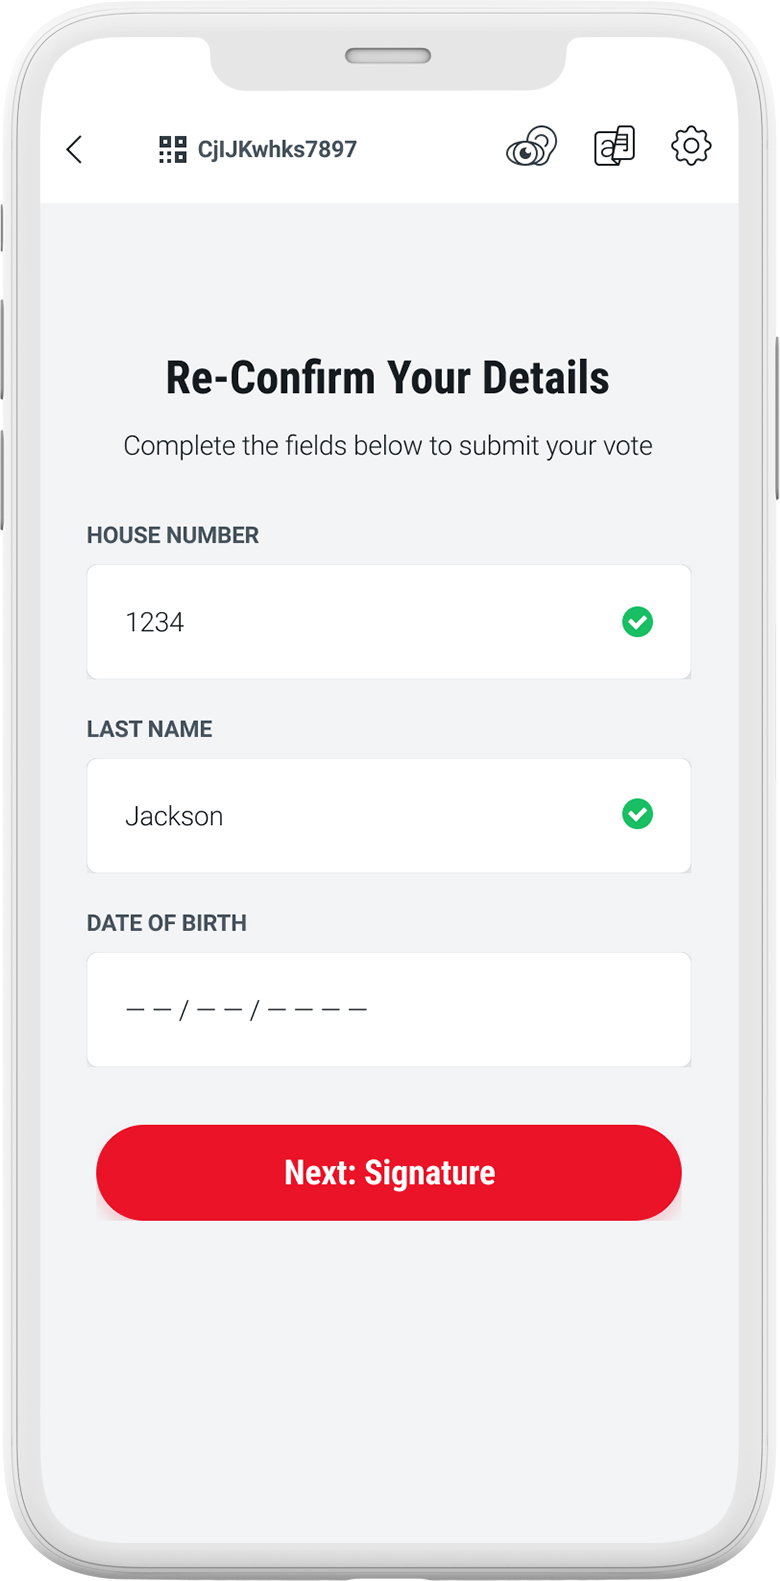 CjIJKwhks7897
Re-Confirm Your Details
Complete the fields below to submit your vote
HOUSE NUMBER
1234
LAST NAME
Jackson
DATE OF BIRTH
— — / — — / — — — —
Next: Signature